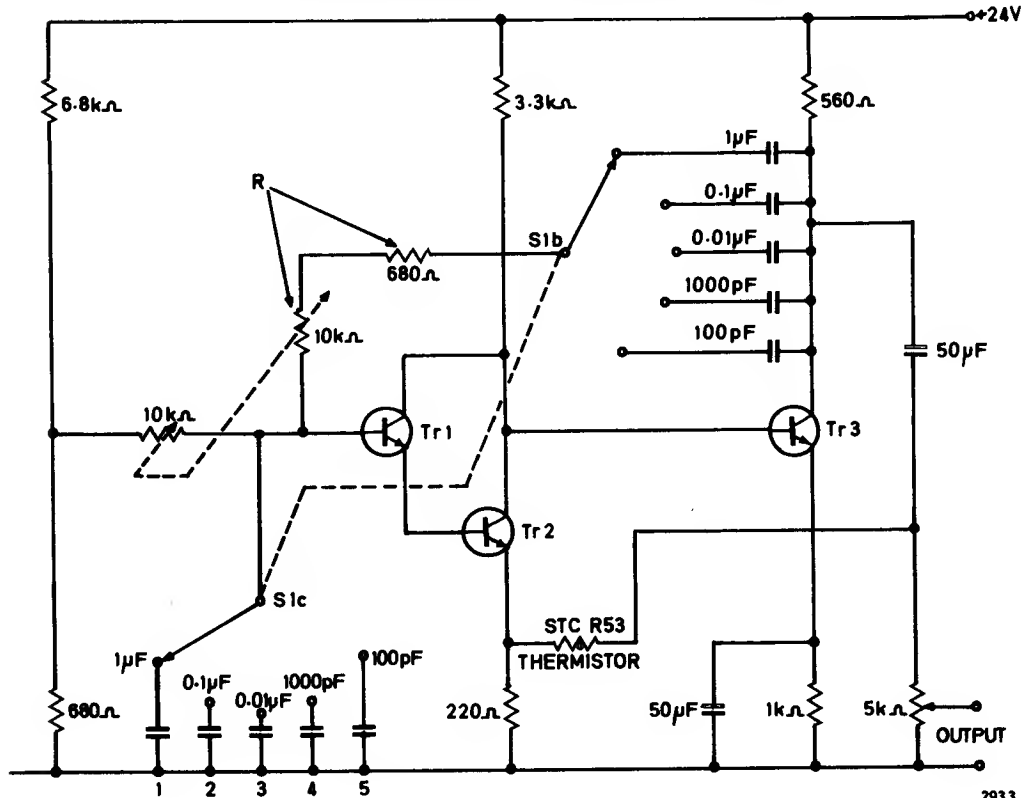 +24V
6.8kΩ
3.3kΩ
560Ω
1µF
R
0.1µF
S1b
0.01µF
680Ω
1000pF
10kΩ
100pF
50µF
10kΩ
Tr1
Tr3
Tr2
S1c
STC R53
THERMISTOR
1µF
0.1µF
0.01µF
1000pF
100pF
680Ω
220Ω
50µF
1kΩ
5kΩ
OUTPUT
1 2 3 4 5
2933